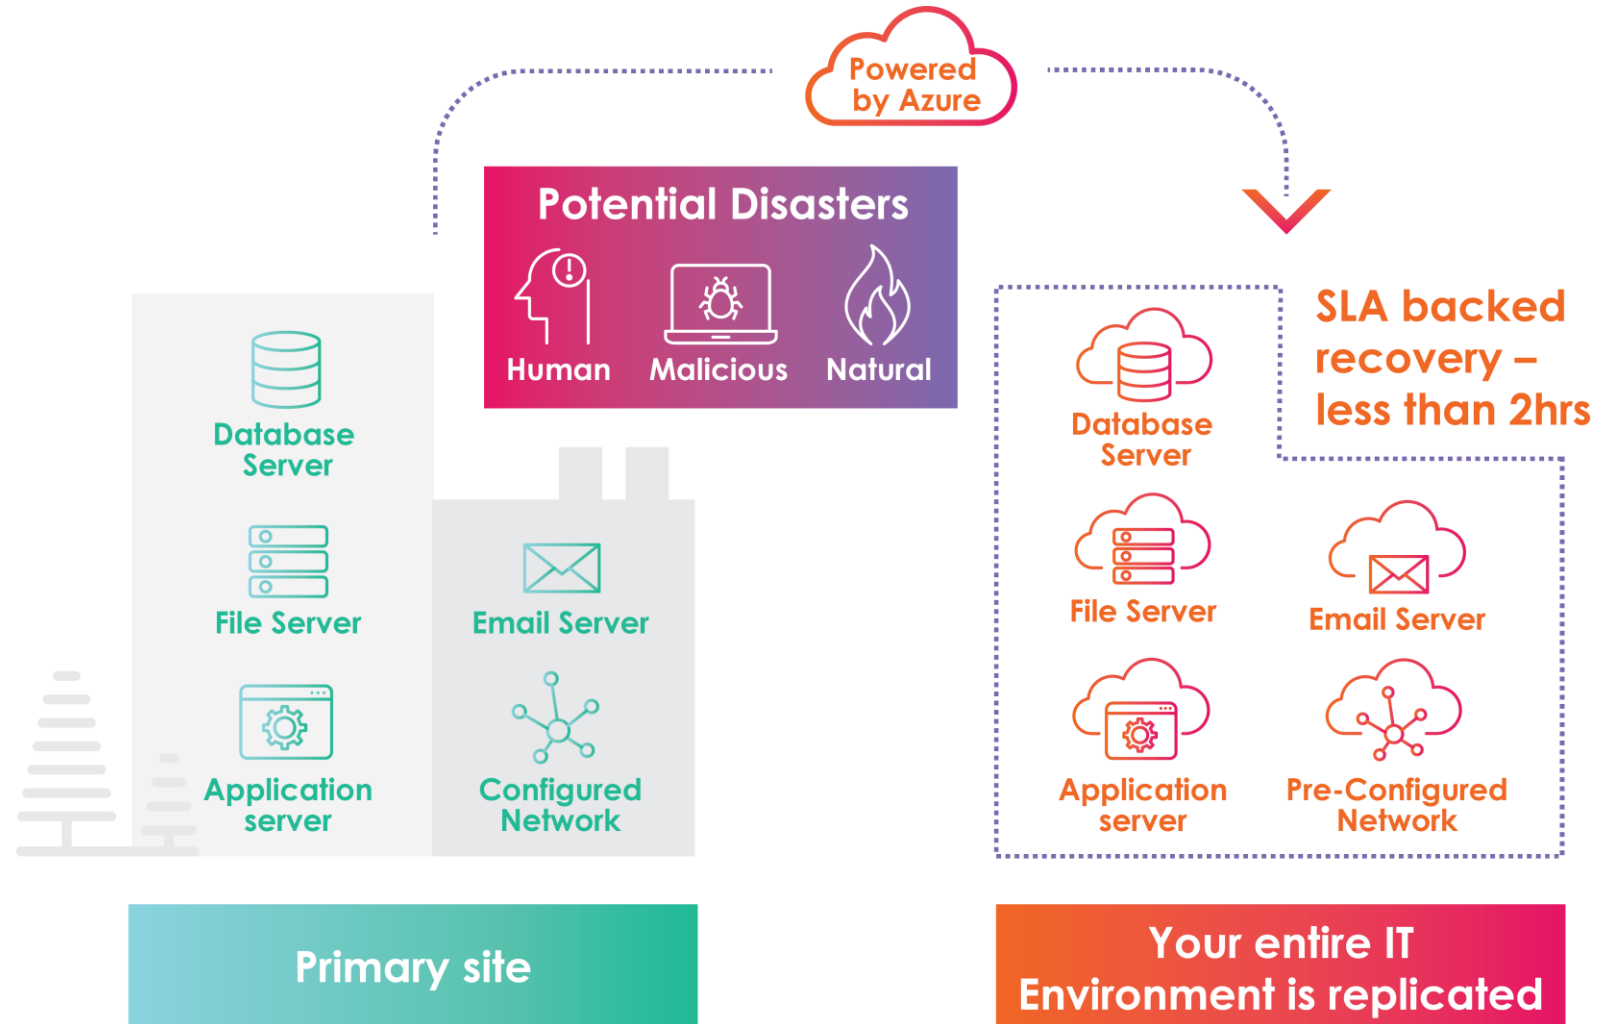 Powered
by Azure
Potential Disasters
Human
Malicious
Natural
Database
Server
File Server
Email Server
Application
server
Configured
Network
Primary site
SLA backed
recovery –
less than 2hrs
Database
Server
File Server
Email Server
Application
server
Pre-Configured
Network
Your entire IT
Environment is replicated